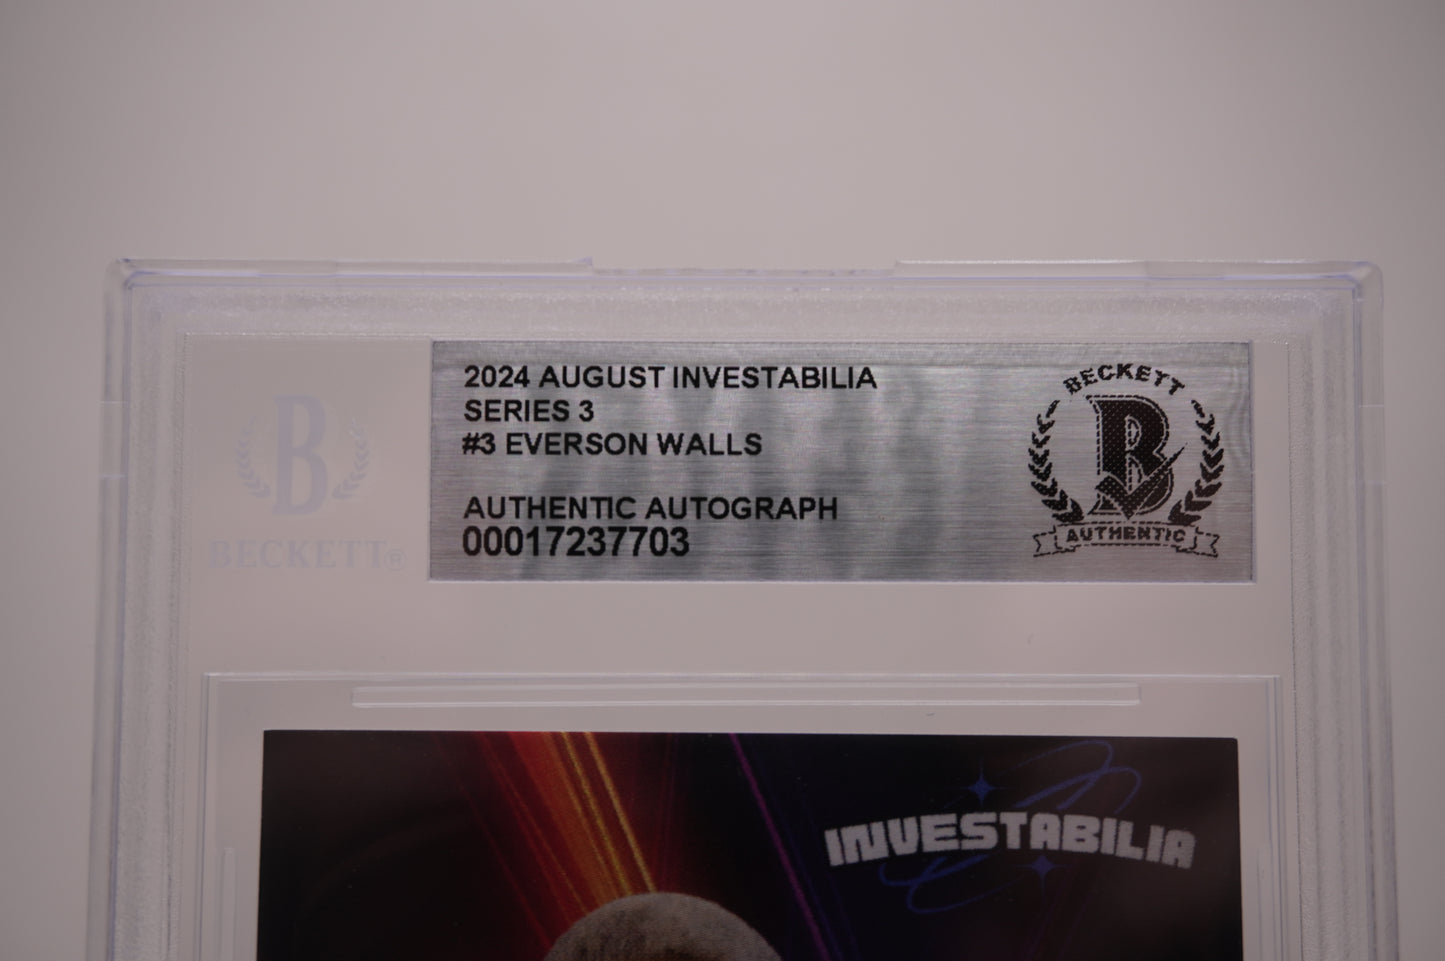 2024 AUGUST INVESTABILIA
SERIES 3
#3 EVERSON WALLS
AUTHENTIC AUTOGRAPH
00017237703
BECKETT
B
AUTHENTIC
B
BECKETT®
INVESTABILIA